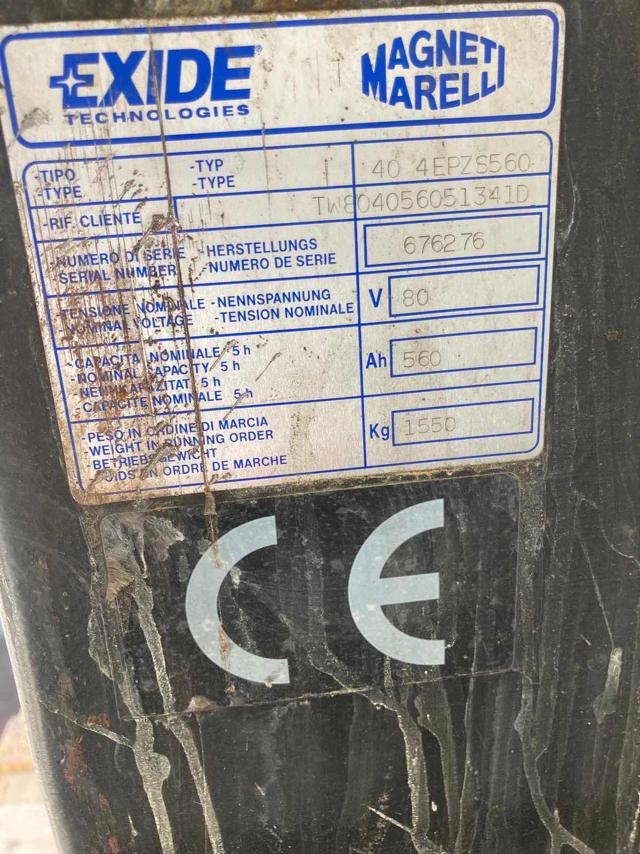 EXIDE
TECHNOLOGIES
MAGNETI
MARELLI
-TIPO -TYP
-TYPE -TYPE
40 4EPZS560
-RIF. CLIENTE TW804056051341D
-NUMERO DI SERIE -HERSTELLUNGS
-SERIAL NUMBER -NUMERO DE SERIE
676276
-TENSIONE NOMINALE -NENNSPANNUNG
-NOMINAL VOLTAGE -TENSION NOMINALE
V 80
-CAPACITA NOMINALE 5 h
-NOMINAL CAPACITY 5 h
-NENNKAPAZITAT 5 h
-CAPACITE NOMINALE 5 h
Ah 560
-PESO IN ORDINE DI MARCIA
-WEIGHT IN RUNNING ORDER
-BETRIEBSGEWICHT
-POIDS EN ORDRE DE MARCHE
Kg 1550
CE